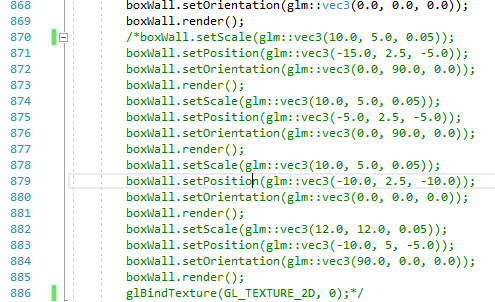 868 boxWall.setOrientation(glm::vec3(0.0, 0.0, 0.0));
869 boxWall.render();
870 /*boxWall.setScale(glm::vec3(10.0, 5.0, 0.05));
871 boxWall.setPosition(glm::vec3(-15.0, 2.5, -5.0));
872 boxWall.setOrientation(glm::vec3(0.0, 90.0, 0.0));
873 boxWall.render();
874 boxWall.setScale(glm::vec3(10.0, 5.0, 0.05));
875 boxWall.setPosition(glm::vec3(-5.0, 2.5, -5.0));
876 boxWall.setOrientation(glm::vec3(0.0, 90.0, 0.0));
877 boxWall.render();
878 boxWall.setScale(glm::vec3(10.0, 5.0, 0.05));
879 boxWall.setPosition(glm::vec3(-10.0, 2.5, -10.0));
880 boxWall.setOrientation(glm::vec3(0.0, 0.0, 0.0));
881 boxWall.render();
882 boxWall.setScale(glm::vec3(12.0, 12.0, 0.05));
883 boxWall.setPosition(glm::vec3(-10.0, 5, -5.0));
884 boxWall.setOrientation(glm::vec3(90.0, 0.0, 0.0));
885 boxWall.render();
886 glBindTexture(GL_TEXTURE_2D, 0);*/